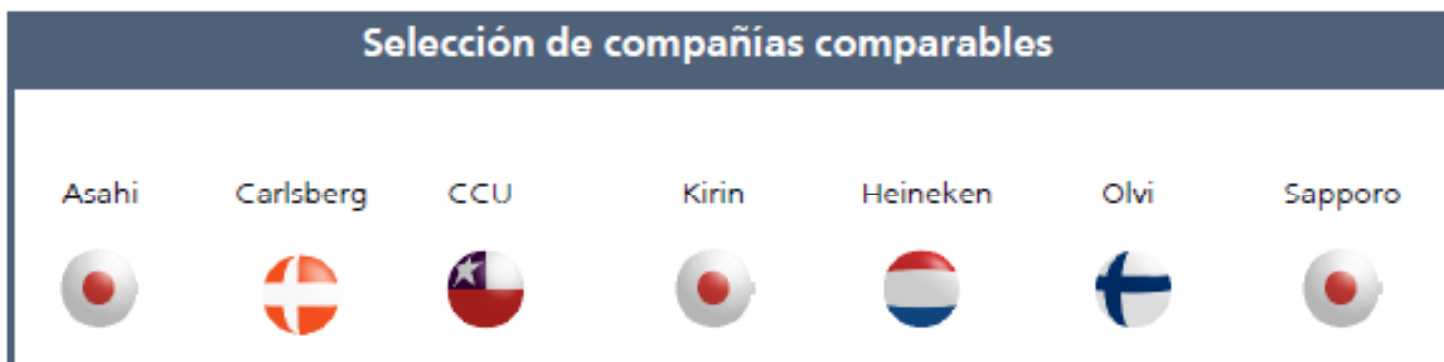 Selección de compañías comparables
Asahi Carlsberg CCU Kirin Heineken Olvi Sapporo